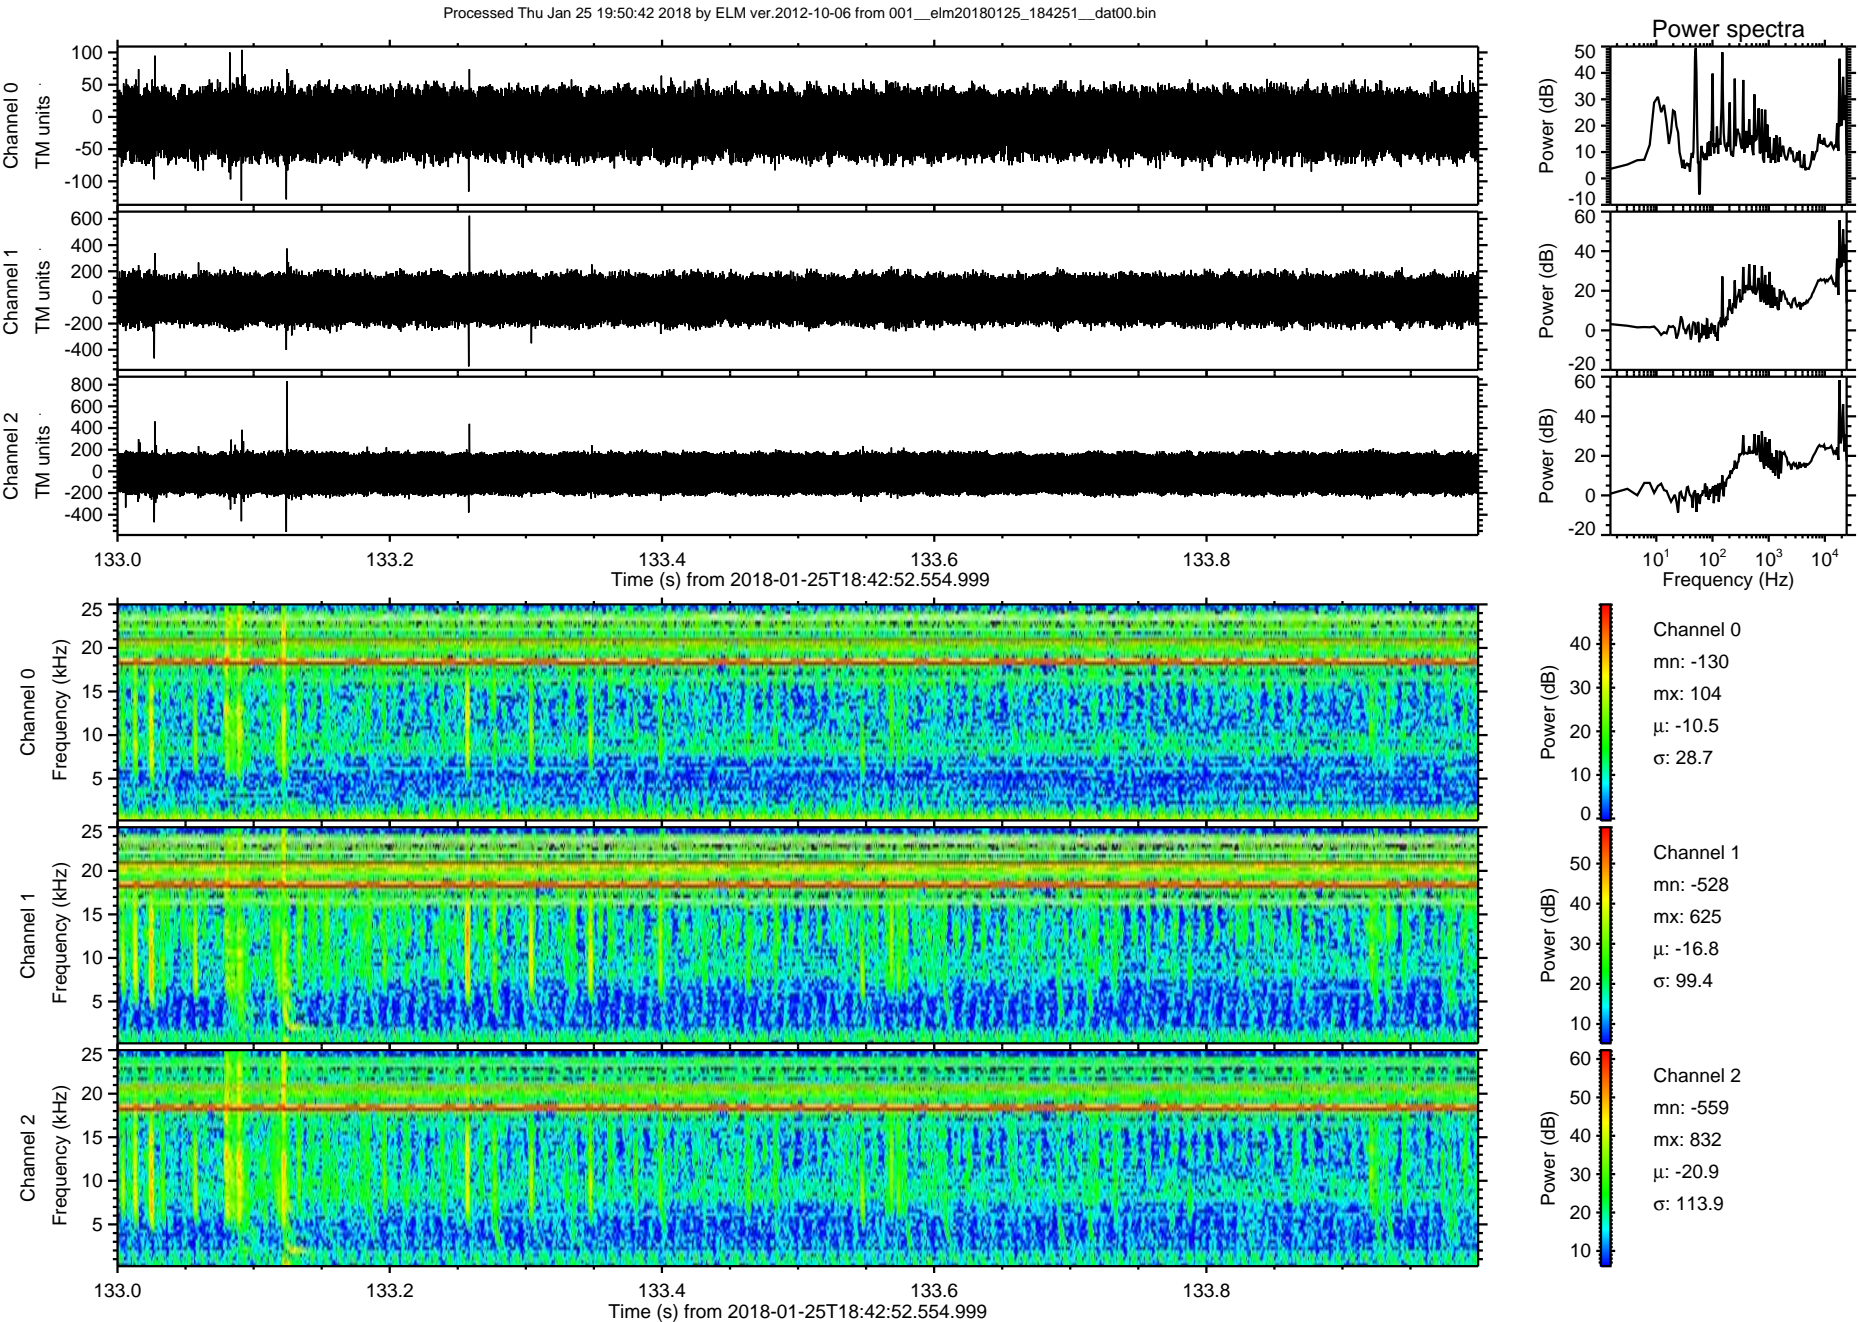 Processed Thu Jan 25 19:50:42 2018 by ELM ver.2012-10-06 from 001__elm20180125_184251__dat00.bin
Power spectra
Channel 0
TM units
100
50
0
-50
-100
Power (dB)
50
40
30
20
10
0
-10
Channel 1
TM units
600
400
200
0
-200
-400
Power (dB)
60
40
20
0
-20
Channel 2
TM units
800
600
400
200
0
-200
-400
Power (dB)
60
40
20
0
-20
133.0 133.2 133.4 133.6 133.8
Time (s) from 2018-01-25T18:42:52.554.999
10¹ 10² 10³ 10⁴
Frequency (Hz)
Channel 0
Frequency (kHz)
25
20
15
10
5
Power (dB)
40
30
20
10
0
Channel 0
mn: -130
mx: 104
μ: -10.5
σ: 28.7
Channel 1
Frequency (kHz)
25
20
15
10
5
Power (dB)
50
40
30
20
10
Channel 1
mn: -528
mx: 625
μ: -16.8
σ: 99.4
Channel 2
Frequency (kHz)
25
20
15
10
5
Power (dB)
60
50
40
30
20
10
Channel 2
mn: -559
mx: 832
μ: -20.9
σ: 113.9
133.0 133.2 133.4 133.6 133.8
Time (s) from 2018-01-25T18:42:52.554.999